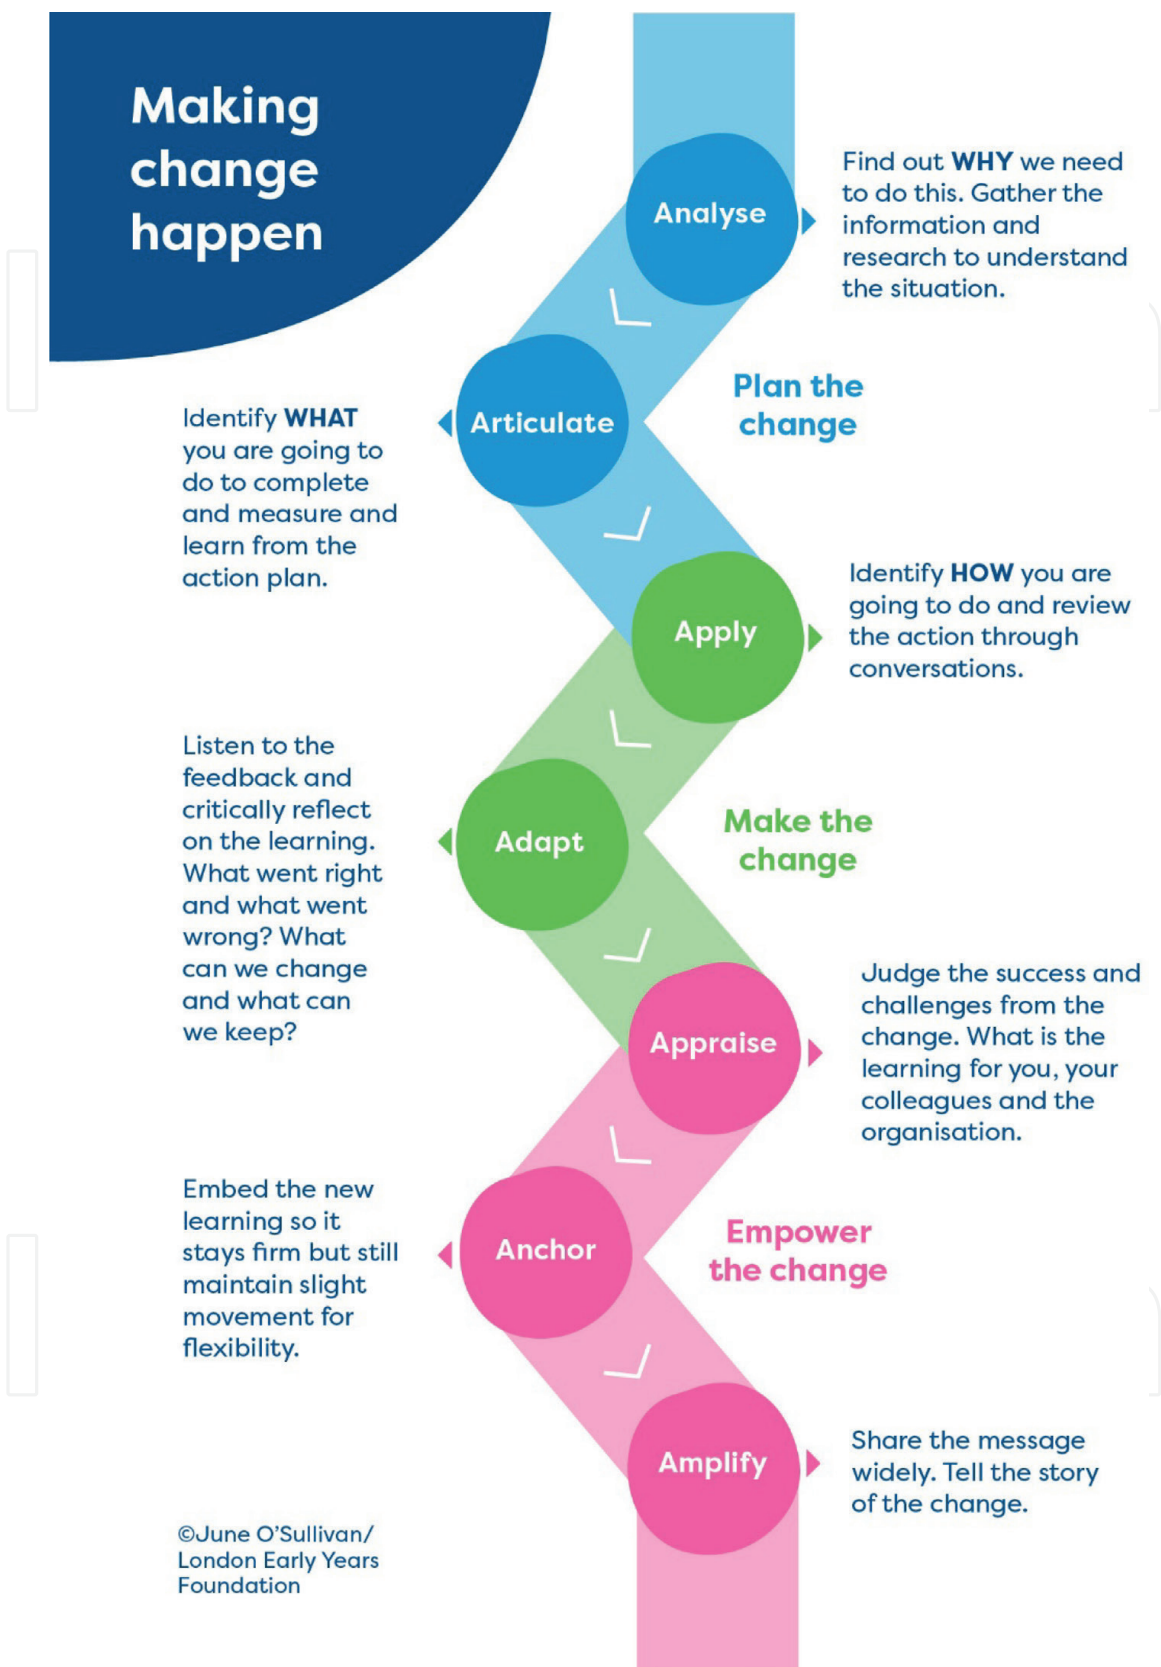 Making
change
happen
Analyse
Find out WHY we need
to do this. Gather the
information and
research to understand
the situation.
Plan the
change
Articulate
Identify WHAT
you are going to
do to complete
and measure and
learn from the
action plan.
Apply
Identify HOW you are
going to do and review
the action through
conversations.
Adapt
Listen to the
feedback and
critically reflect
on the learning.
What went right
and what went
wrong? What
can we change
and what can
we keep?
Make the
change
Appraise
Judge the success and
challenges from the
change. What is the
learning for you, your
colleagues and the
organisation.
Anchor
Embed the new
learning so it
stays firm but still
maintain slight
movement for
flexibility.
Empower
the change
Amplify
Share the message
widely. Tell the story
of the change.
©June O'Sullivan/
London Early Years
Foundation